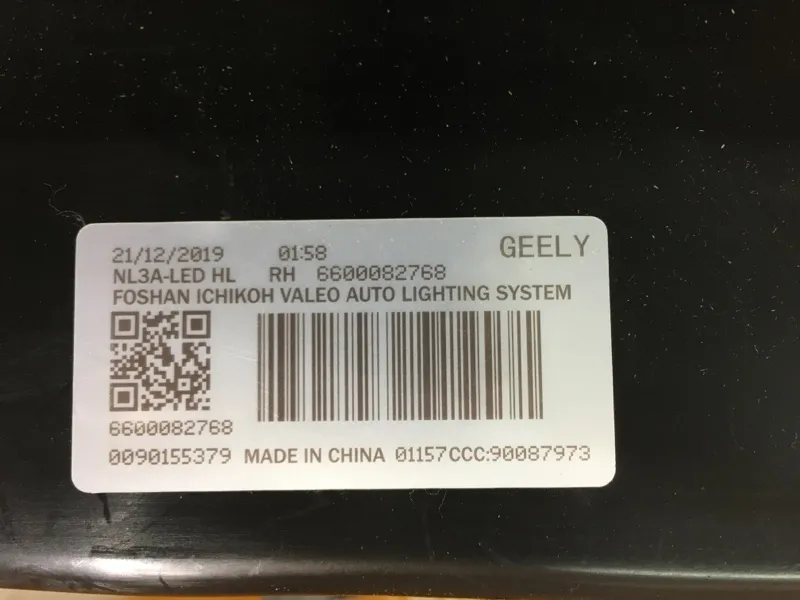 21/12/2019 01:58 GEELY
NL3A-LED HL RH 6600082768
FOSHAN ICHIKOH VALEO AUTO LIGHTING SYSTEM
6600082768
0090155379 MADE IN CHINA 01157CCC:90087973